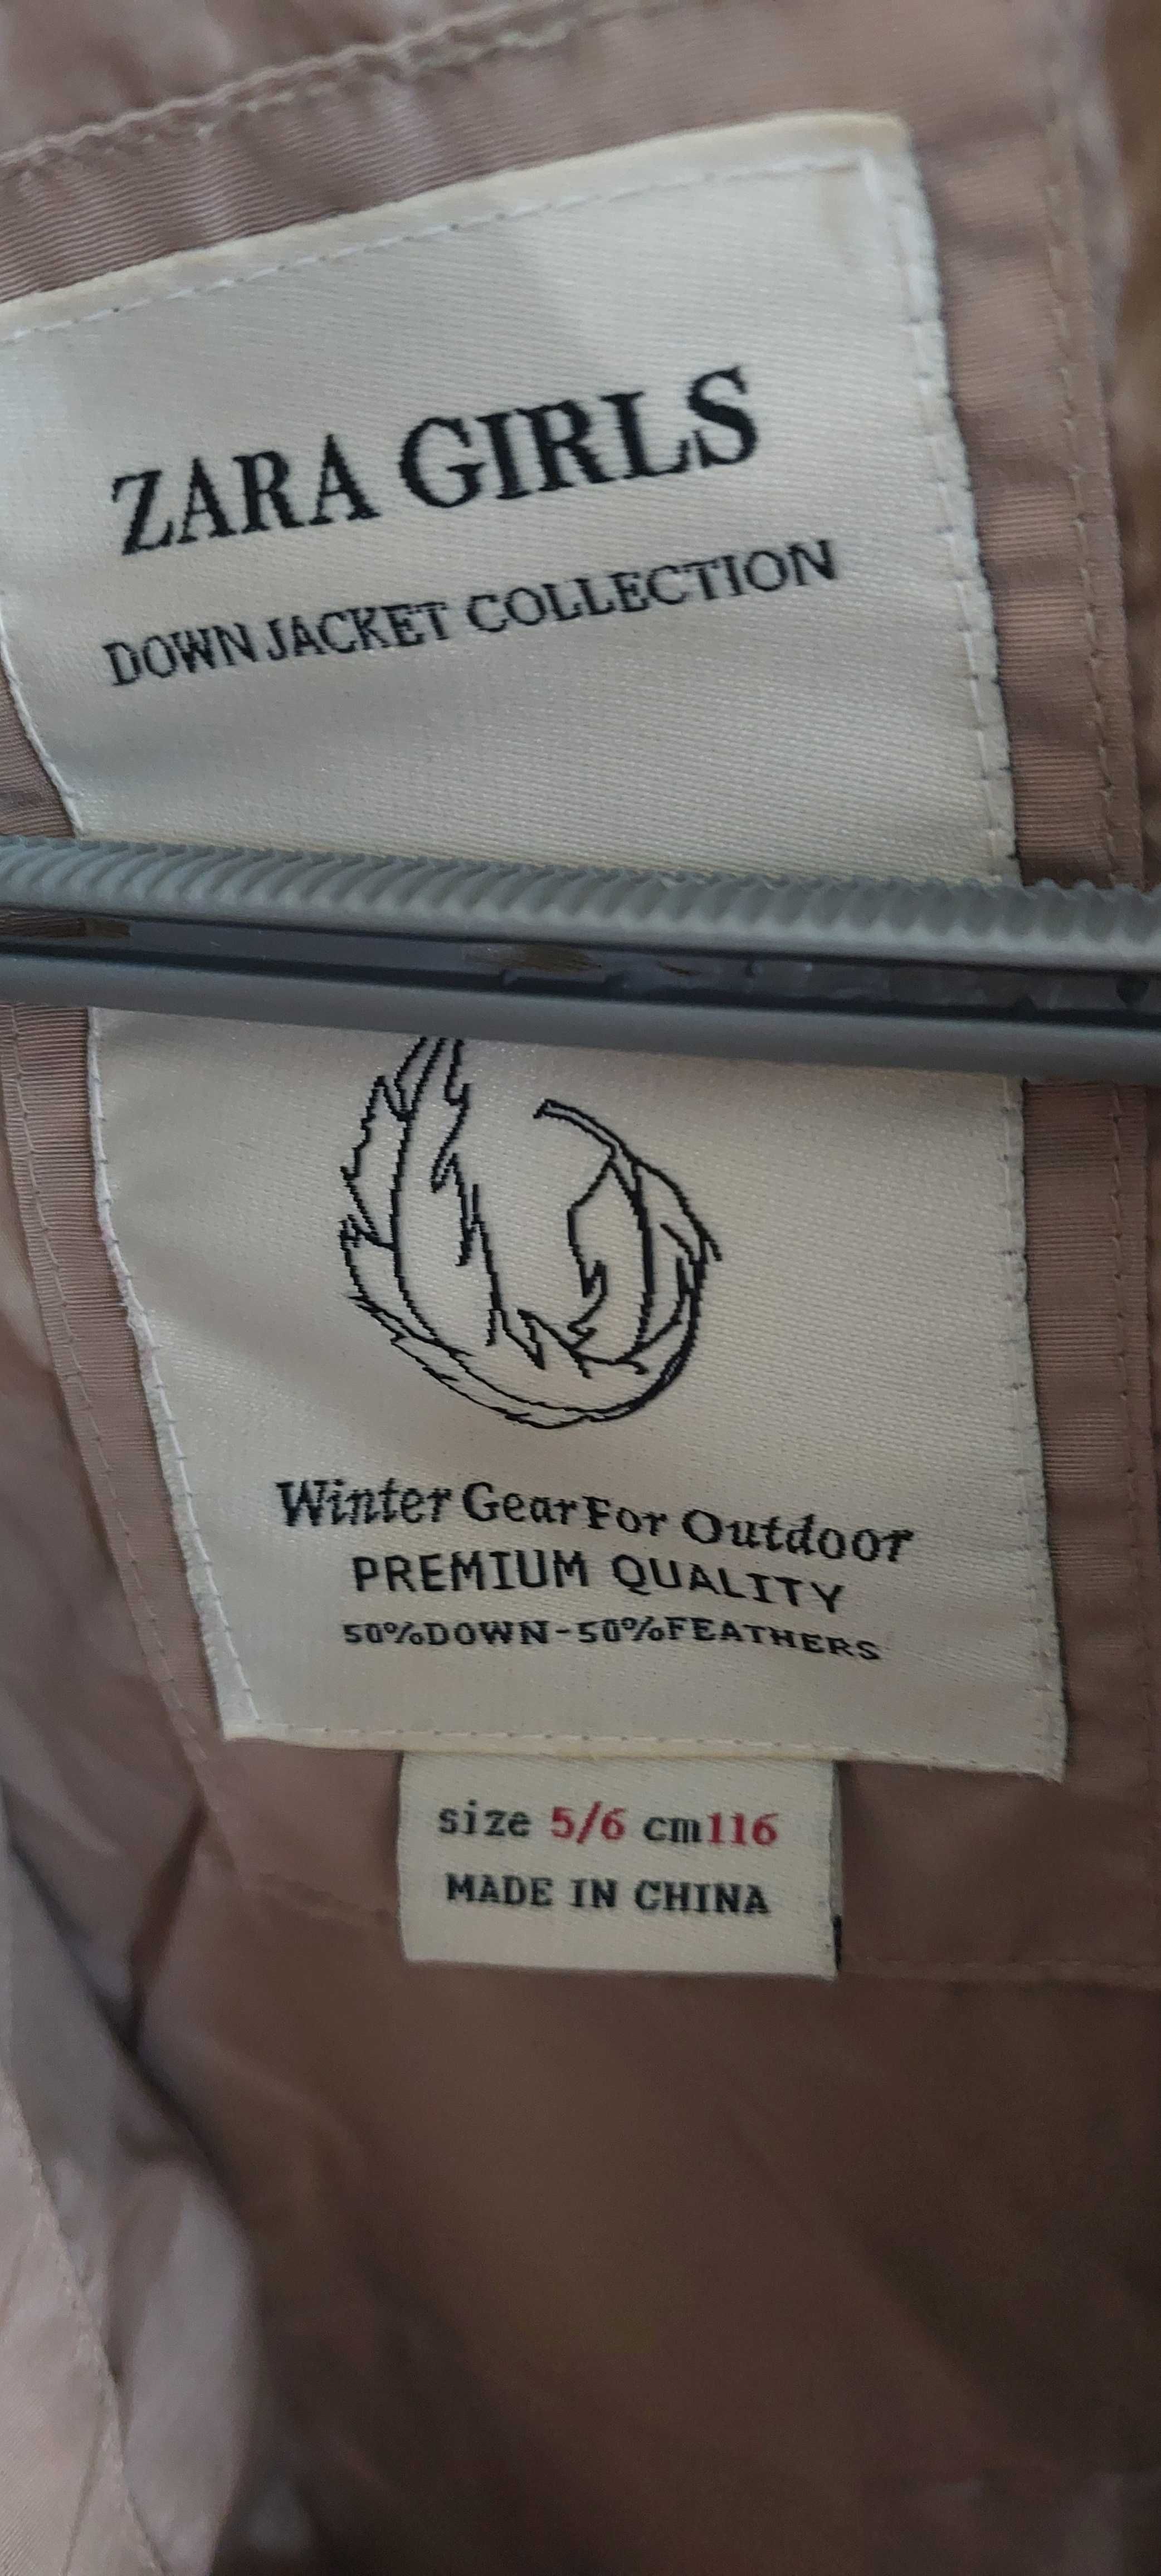 ZARA GIRLS
DOWN JACKET COLLECTION
Winter Gear For Outdoor
PREMIUM QUALITY
50%DOWN-50%FEATHERS
size 5/6 cm116
MADE IN CHINA